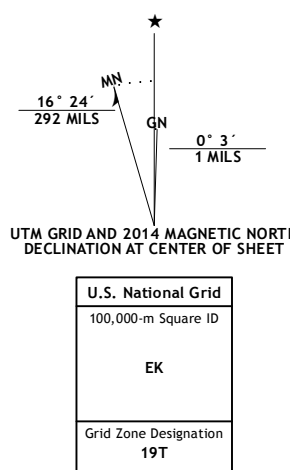 MN
16° 24´
292 MILS
GN
0° 3´
1 MILS
UTM GRID AND 2014 MAGNETIC NORTH
DECLINATION AT CENTER OF SHEET
U.S. National Grid
100,000-m Square ID
EK
Grid Zone Designation
19T